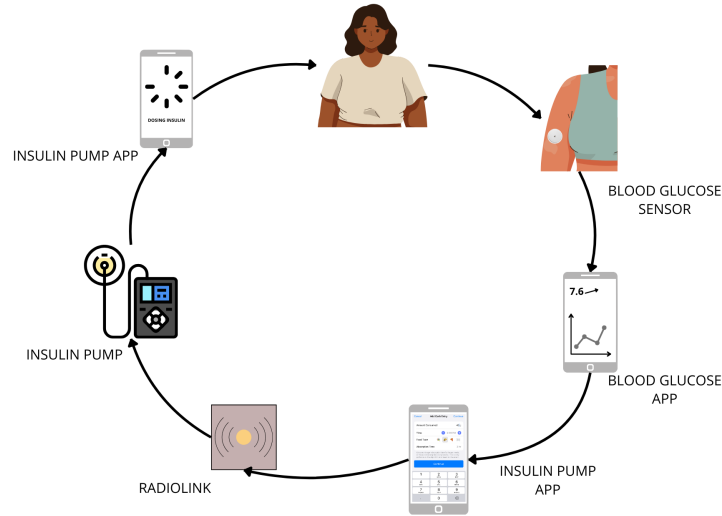 DOSING INSULIN
INSULIN PUMP APP
BLOOD GLUCOSE
SENSOR
7.6
BLOOD GLUCOSE
APP
INSULIN PUMP
APP
RADIOLINK
INSULIN PUMP